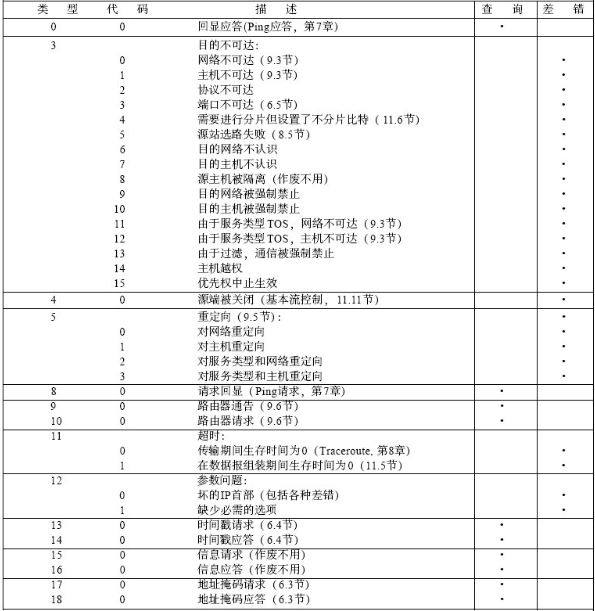 类 型 代 码 描 述 查 询 差 错
0 0 回显应答(Ping应答，第7章) ·
3 目的不可达：
0 网络不可达（9.3节） ·
1 主机不可达（9.3节） ·
2 协议不可达 ·
3 端口不可达（6.5节） ·
4 需要进行分片但设置了不分片比特（11.6节） ·
5 源站选路失败（8.5节） ·
6 目的网络不认识 ·
7 目的主机不认识 ·
8 源主机被隔离（作废不用） ·
9 目的网络被强制禁止 ·
10 目的主机被强制禁止 ·
11 由于服务类型TOS，网络不可达（9.3节） ·
12 由于服务类型TOS，主机不可达（9.3节） ·
13 由于过滤，通信被强制禁止 ·
14 主机越权 ·
15 优先权中止生效 ·
4 0 源端被关闭（基本流控制，11.11节） ·
5 重定向（9.5节）： ·
0 对网络重定向 ·
1 对主机重定向 ·
2 对服务类型和网络重定向 ·
3 对服务类型和主机重定向 ·
8 0 请求回显（Ping请求，第7章） ·
9 0 路由器通告（9.6节） ·
10 0 路由器请求（9.6节） ·
11 超时：
0 传输期间生存时间为0（Traceroute, 第8章） ·
1 在数据报组装期间生存时间为0（11.5节） ·
12 参数问题：
0 坏的IP首部（包括各种差错） ·
1 缺少必需的选项 ·
13 0 时间戳请求（6.4节） ·
14 0 时间戳应答（6.4节） ·
15 0 信息请求（作废不用） ·
16 0 信息应答（作废不用） ·
17 0 地址掩码请求（6.3节） ·
18 0 地址掩码应答（6.3节） ·